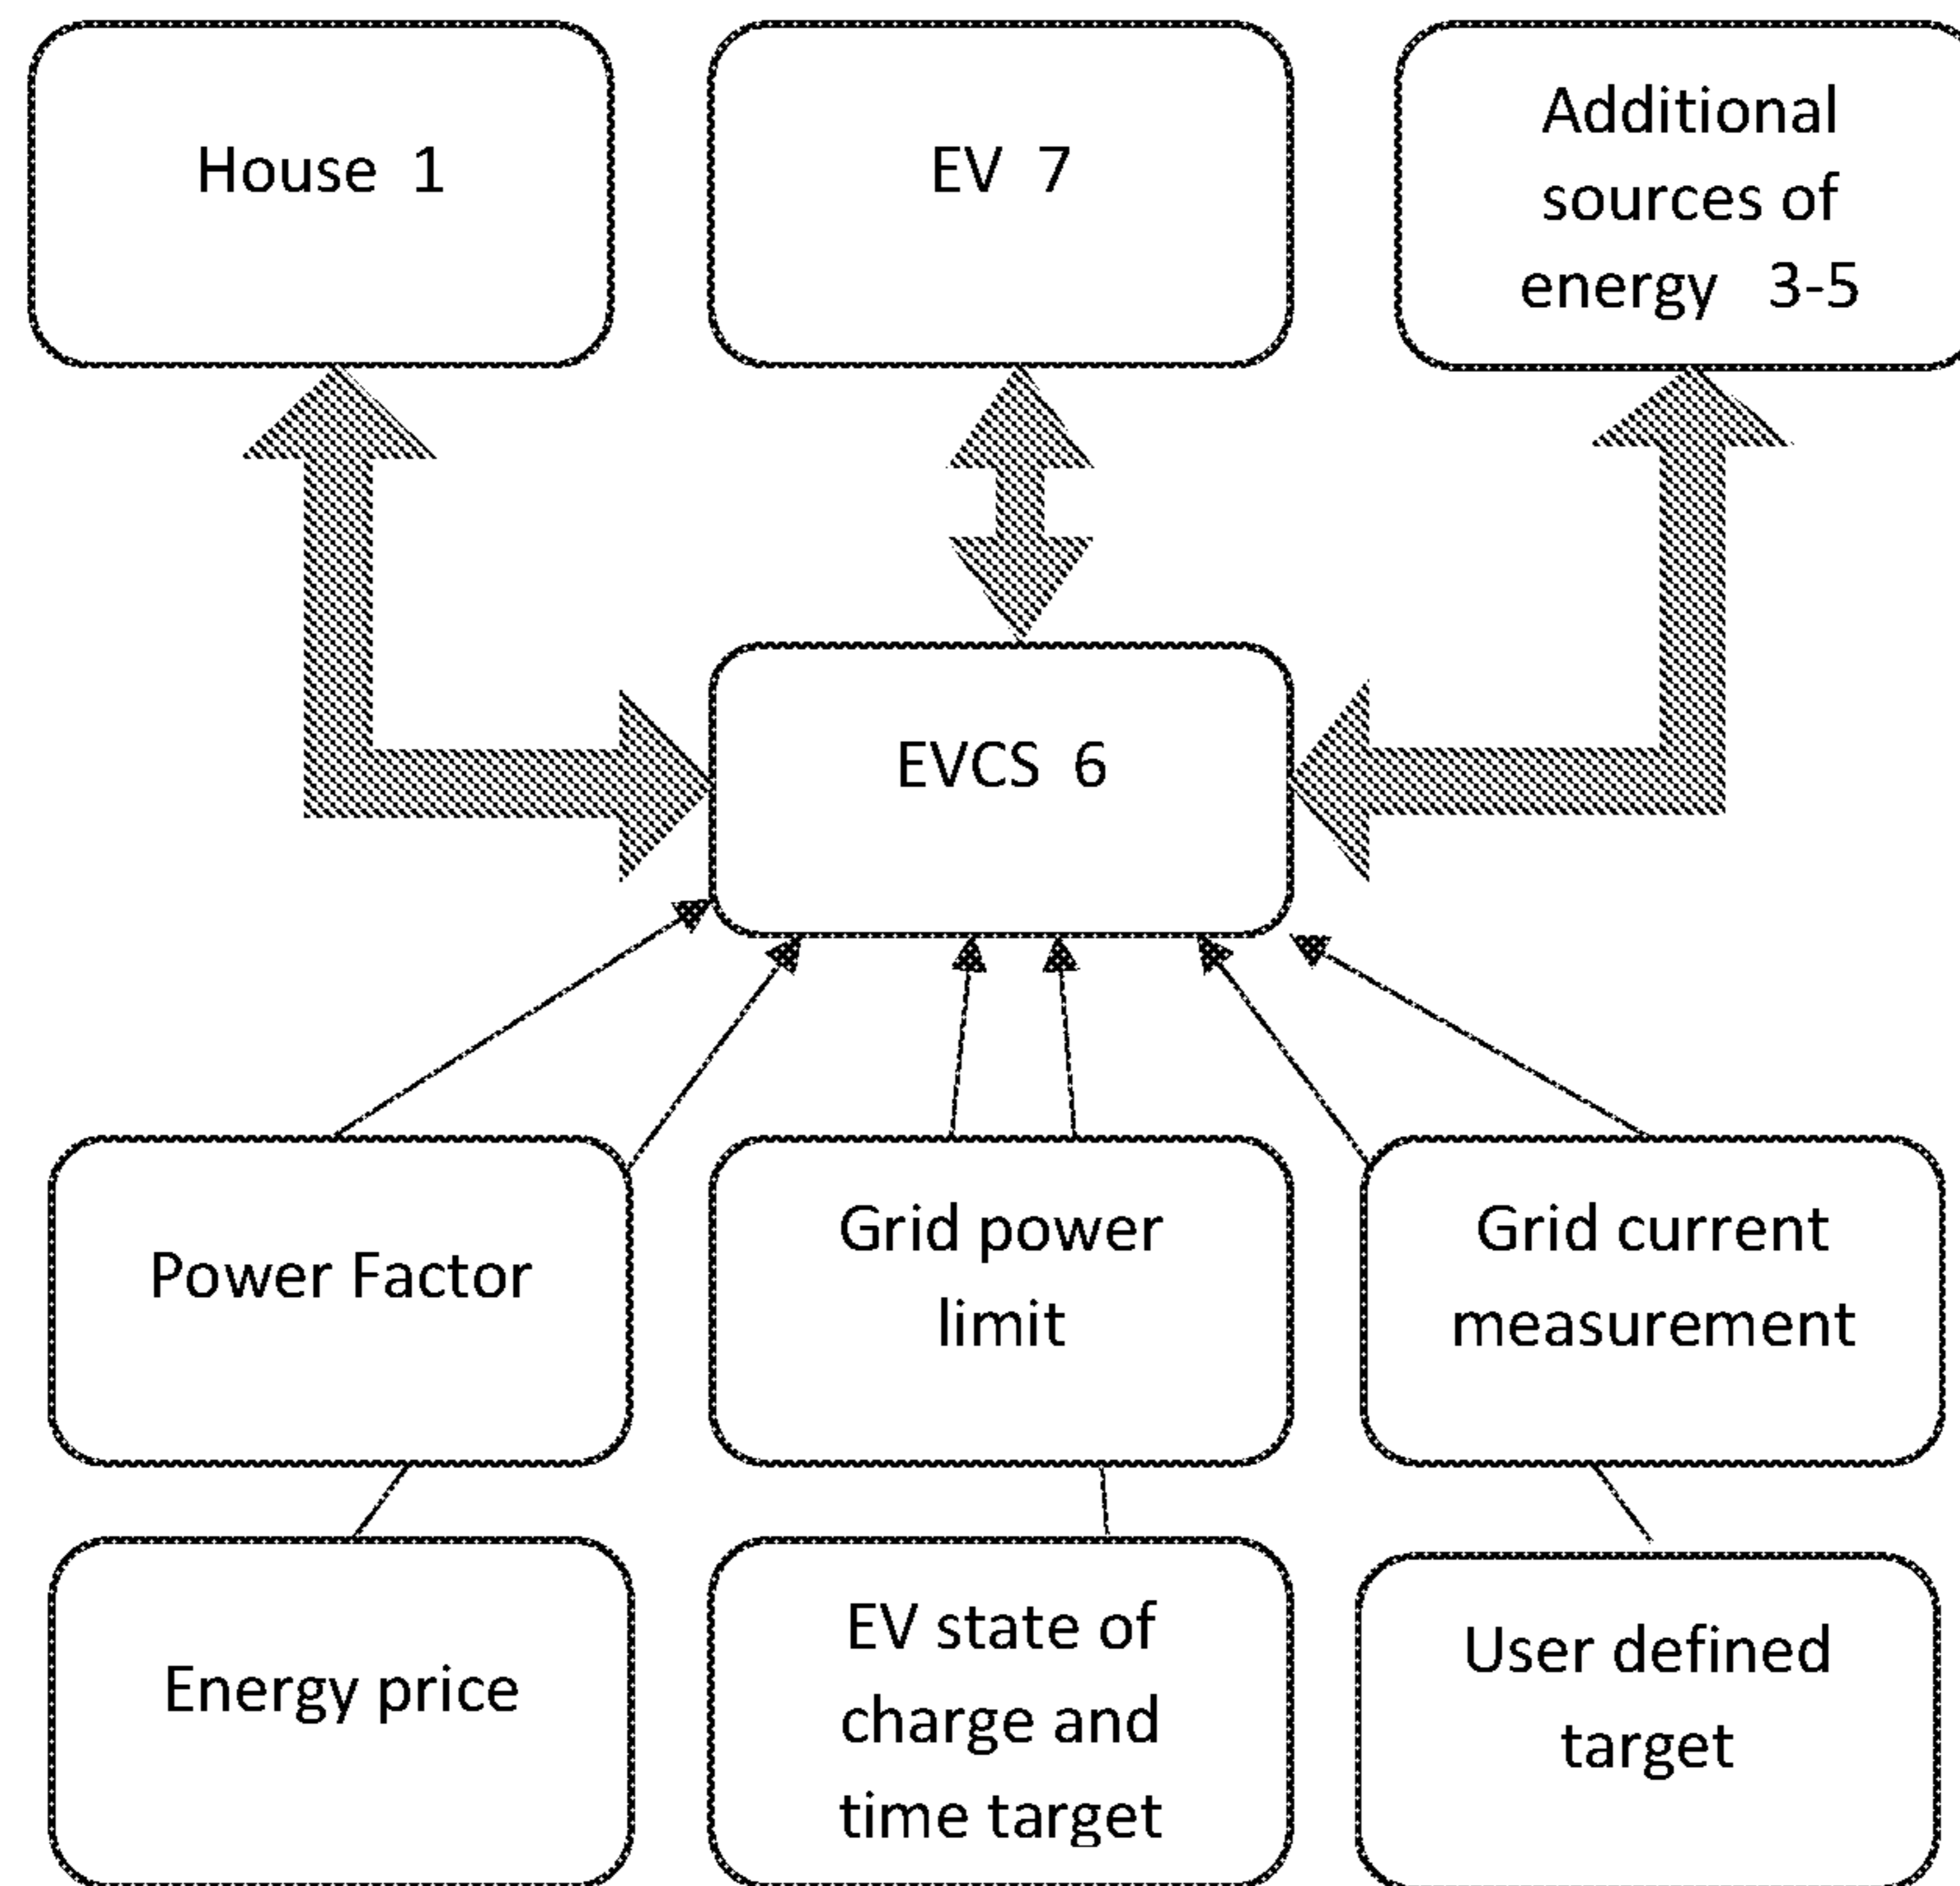 House 1
EV 7
Additional
sources of
energy 3-5
EVCS 6
Power Factor
Grid power
limit
Grid current
measurement
Energy price
EV state of
charge and
time target
User defined
target